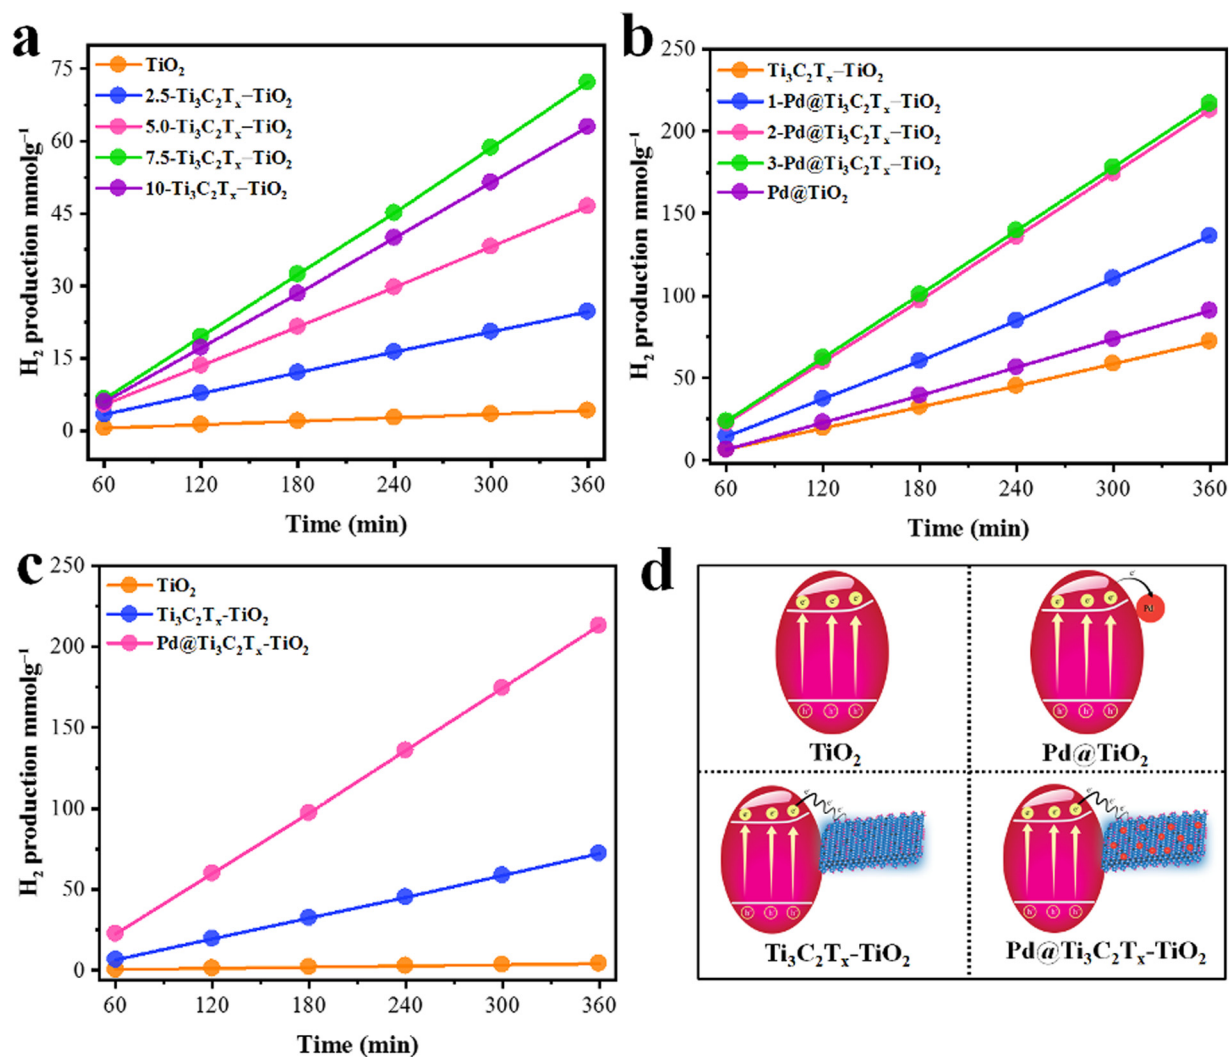 a
TiO₂
2.5-Ti₃C₂Tₓ–TiO₂
5.0-Ti₃C₂Tₓ–TiO₂
7.5-Ti₃C₂Tₓ–TiO₂
10-Ti₃C₂Tₓ–TiO₂
H₂ production mmolg⁻¹
75
60
45
30
15
0
60 120 180 240 300 360
Time (min)
b
Ti₃C₂Tₓ–TiO₂
1-Pd@Ti₃C₂Tₓ–TiO₂
2-Pd@Ti₃C₂Tₓ–TiO₂
3-Pd@Ti₃C₂Tₓ–TiO₂
Pd@TiO₂
H₂ production mmolg⁻¹
250
200
150
100
50
0
60 120 180 240 300 360
Time (min)
c
TiO₂
Ti₃C₂Tₓ-TiO₂
Pd@Ti₃C₂Tₓ-TiO₂
H₂ production mmolg⁻¹
250
200
150
100
50
0
60 120 180 240 300 360
Time (min)
d
e⁻ e⁻ e⁻
h⁺ h⁺ h⁺
TiO₂
e⁻
e⁻ e⁻ e⁻
Pd
h⁺ h⁺ h⁺
Pd@TiO₂
e⁻ e⁻ e⁻
e⁻ e⁻ e⁻
h⁺ h⁺ h⁺
Ti₃C₂Tₓ-TiO₂
e⁻ e⁻ e⁻
e⁻ e⁻ e⁻
h⁺ h⁺ h⁺
Pd@Ti₃C₂Tₓ-TiO₂